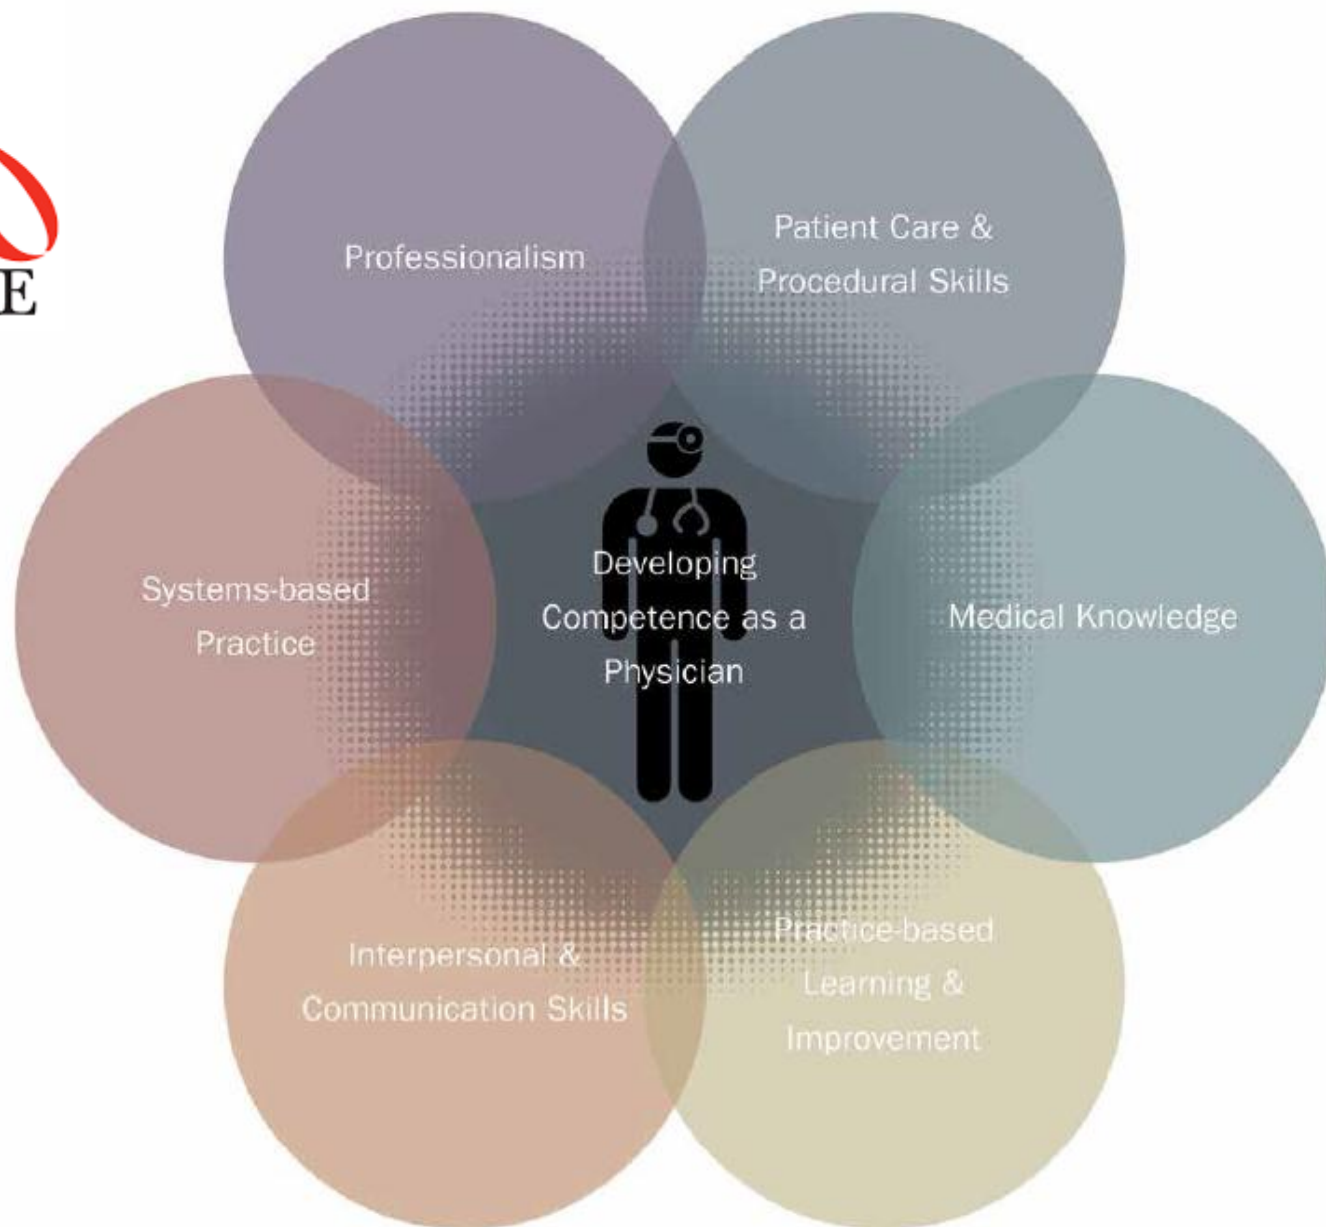 E
Professionalism
Patient Care &
Procedural Skills
Systems-based
Practice
Developing
Competence as a
Physician
Medical Knowledge
Interpersonal &
Communication Skills
Practice-based
Learning &
Improvement